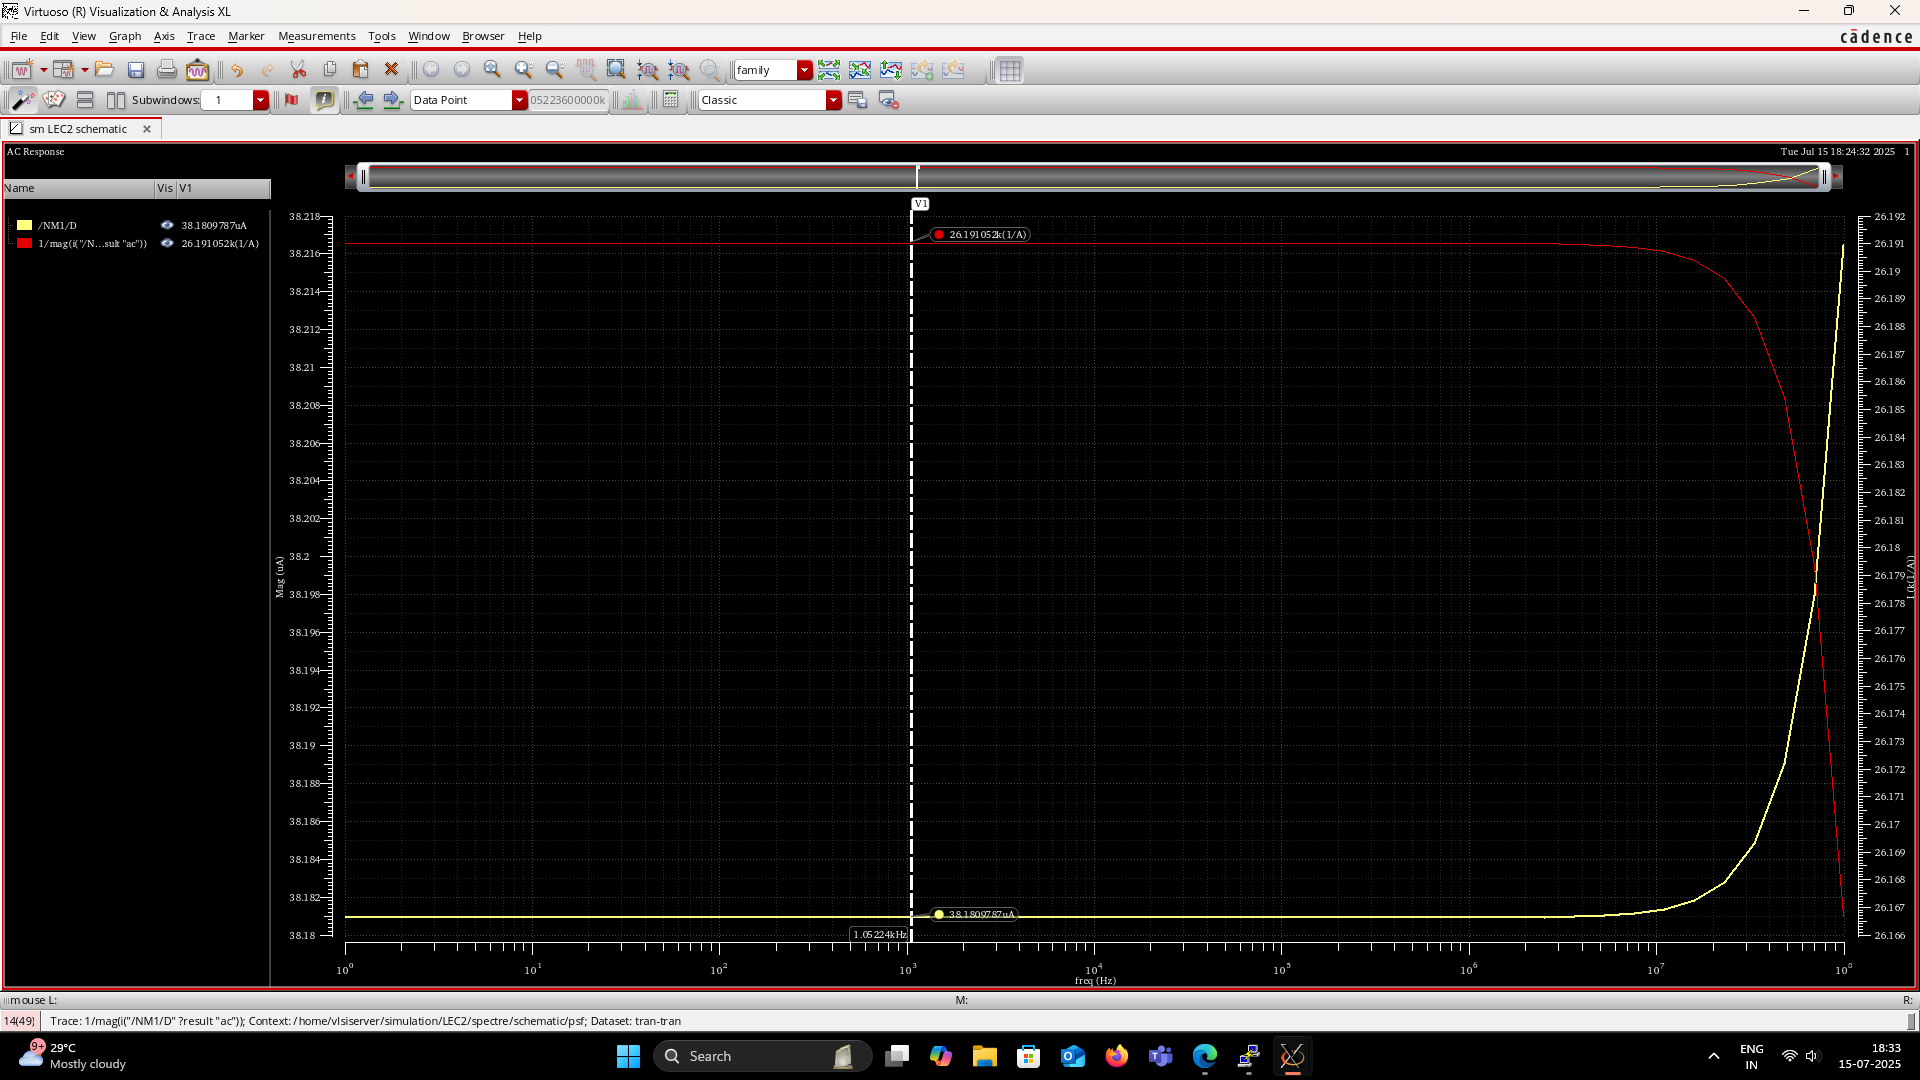 Virtuoso (R) Visualization & Analysis XL
File Edit View Graph Axis Trace Marker Measurements Tools Window Browser Help
cādence
family
Subwindows: 1
Data Point
05223600000k
Classic
sm LEC2 schematic
AC Response
Tue Jul 15 18:24:32 2025 1
Name Vis V1
/NM1/D 38.1809787uA
1/mag(i("/N...sult "ac")) 26.191052k(1/A)
V1
26.191052k(1/A)
38.218
38.216
38.214
38.212
38.21
38.208
38.206
38.204
38.202
38.2
38.198
38.196
38.194
38.192
38.19
38.188
38.186
38.184
38.182
38.18
Mag (uA)
26.192
26.191
26.19
26.189
26.188
26.187
26.186
26.185
26.184
26.183
26.182
26.181
26.18
26.179
26.178
26.177
26.176
26.175
26.174
26.173
26.172
26.171
26.17
26.169
26.168
26.167
26.166
I (k(1/A))
38.1809787uA
1.05224kHz
10^0 10^1 10^2 10^3 10^4 10^5 10^6 10^7 10^8
freq (Hz)
mouse L: M: R:
14(49) Trace: 1/mag(i("/NM1/D" ?result "ac")); Context: /home/vlsiserver/simulation/LEC2/spectre/schematic/psf; Dataset: tran-tran
9+
29°C
Mostly cloudy
Search
ENG
IN
18:33
15-07-2025